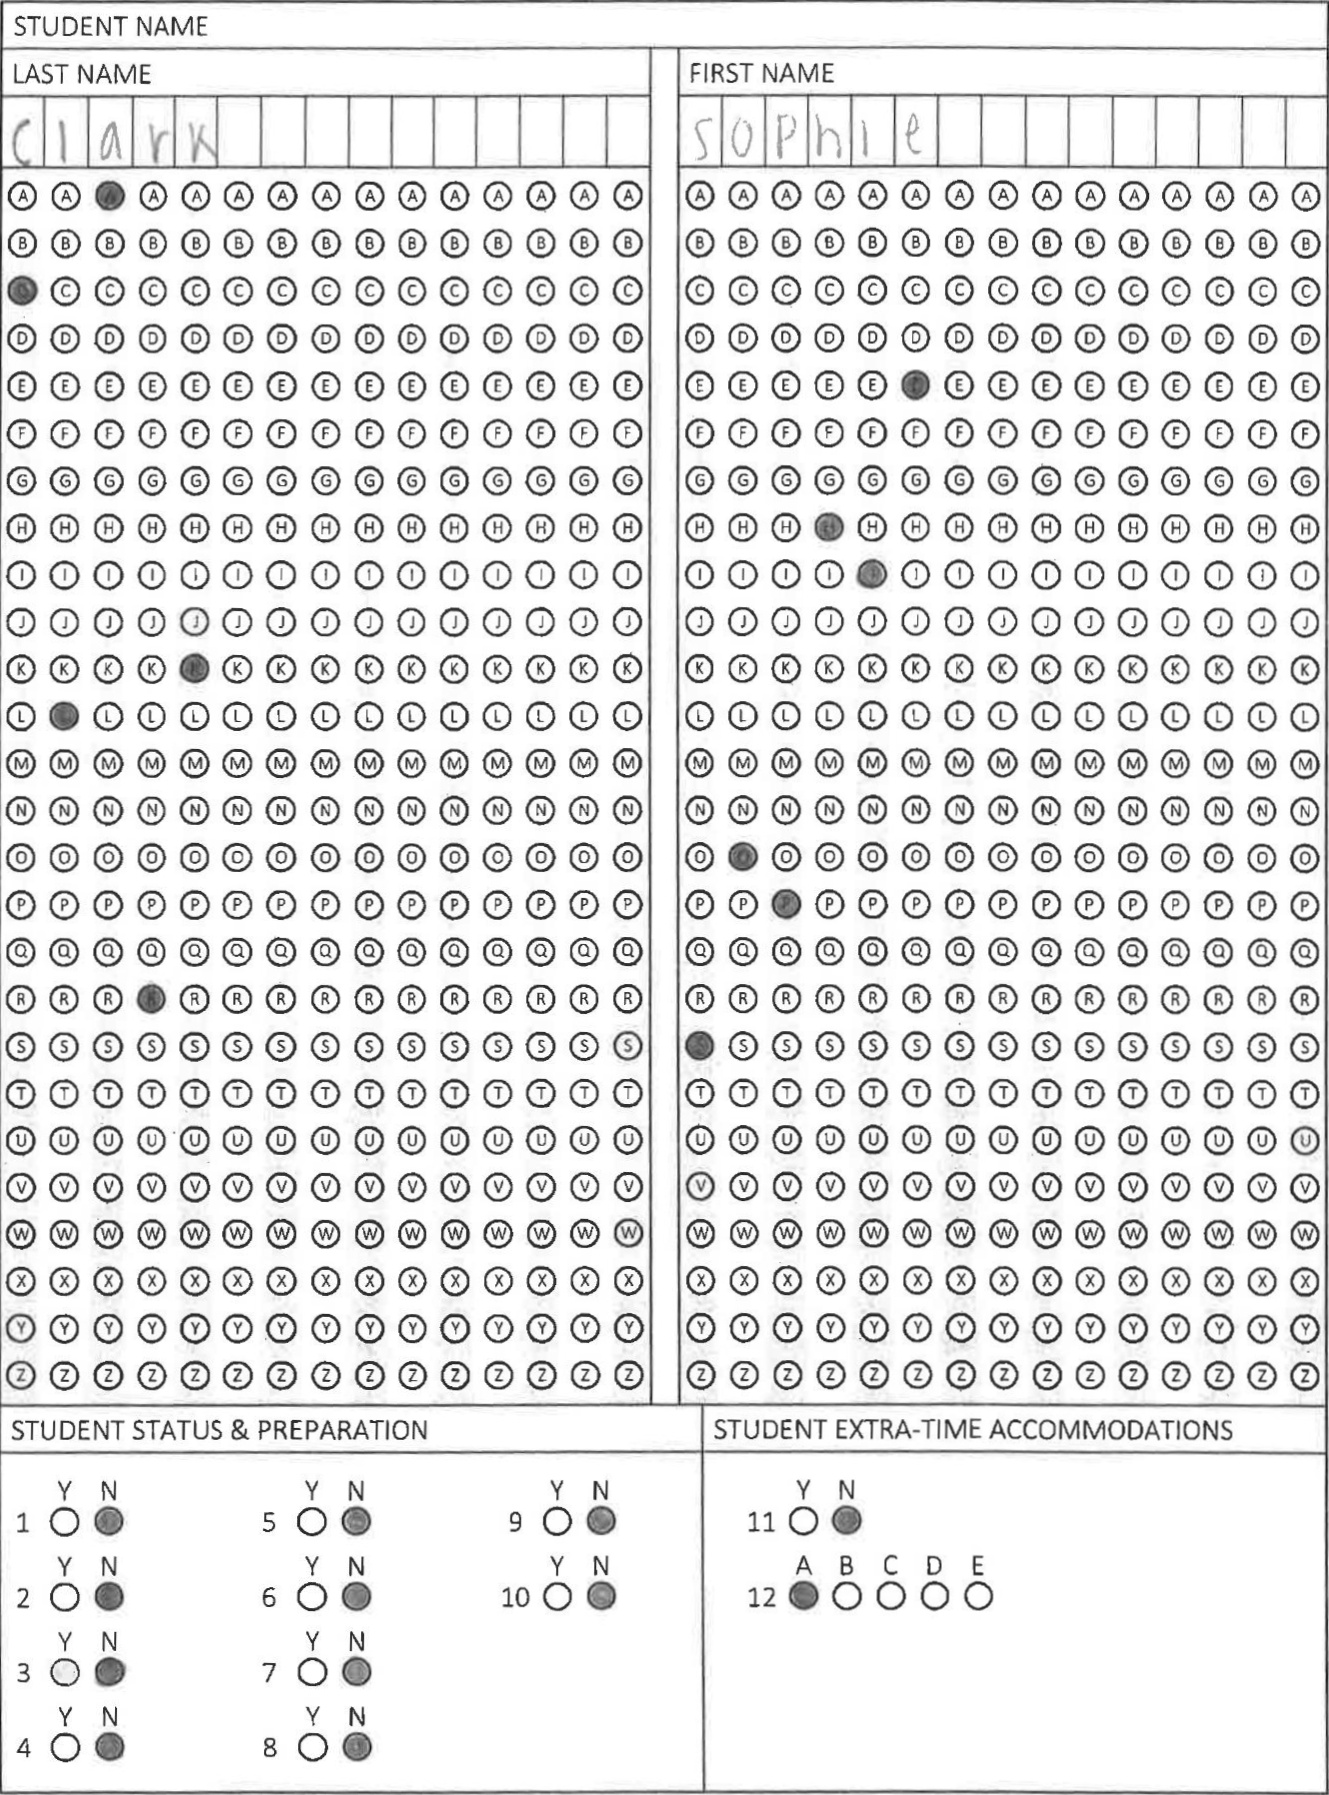 STUDENT NAME
LAST NAME FIRST NAME
Clark Sophie
A A A A A A A A A A A A A A A A A A A A A A A A A A A A A A
B B B B B B B B B B B B B B B B B B B B B B B B B B B B B B
C C C C C C C C C C C C C C C C C C C C C C C C C C C C C C
D D D D D D D D D D D D D D D D D D D D D D D D D D D D D D
E E E E E E E E E E E E E E E E E E E E E E E E E E E E E E
F F F F F F F F F F F F F F F F F F F F F F F F F F F F F F
G G G G G G G G G G G G G G G G G G G G G G G G G G G G G G
H H H H H H H H H H H H H H H H H H H H H H H H H H H H H H
I I I I I I I I I I I I I I I I I I I I I I I I I I I I I I
J J J J J J J J J J J J J J J J J J J J J J J J J J J J J J
K K K K K K K K K K K K K K K K K K K K K K K K K K K K K K
L L L L L L L L L L L L L L L L L L L L L L L L L L L L L L
M M M M M M M M M M M M M M M M M M M M M M M M M M M M M M
N N N N N N N N N N N N N N N N N N N N N N N N N N N N N N
O O O O O O O O O O O O O O O O O O O O O O O O O O O O O O
P P P P P P P P P P P P P P P P P P P P P P P P P P P P P P
Q Q Q Q Q Q Q Q Q Q Q Q Q Q Q Q Q Q Q Q Q Q Q Q Q Q Q Q Q Q
R R R R R R R R R R R R R R R R R R R R R R R R R R R R R R
S S S S S S S S S S S S S S S S S S S S S S S S S S S S S S
T T T T T T T T T T T T T T T T T T T T T T T T T T T T T T
U U U U U U U U U U U U U U U U U U U U U U U U U U U U U U
V V V V V V V V V V V V V V V V V V V V V V V V V V V V V V
W W W W W W W W W W W W W W W W W W W W W W W W W W W W W W
X X X X X X X X X X X X X X X X X X X X X X X X X X X X X X
Y Y Y Y Y Y Y Y Y Y Y Y Y Y Y Y Y Y Y Y Y Y Y Y Y Y Y Y Y Y
Z Z Z Z Z Z Z Z Z Z Z Z Z Z Z Z Z Z Z Z Z Z Z Z Z Z Z Z Z Z
STUDENT STATUS & PREPARATION STUDENT EXTRA-TIME ACCOMMODATIONS
Y N Y N Y N Y N
1 5 9 11
Y N Y N Y N A B C D E
2 6 10 12
Y N Y N
3 7
Y N Y N
4 8